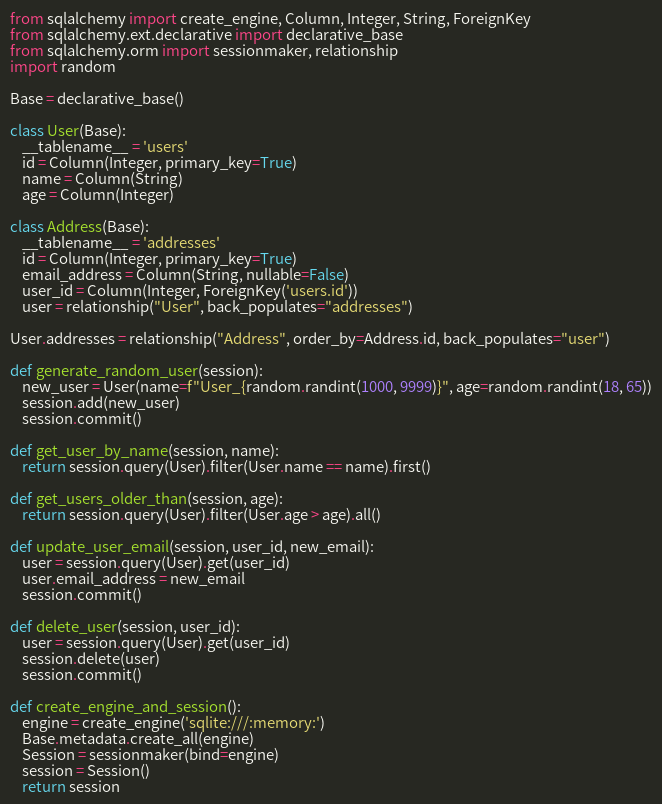 from sqlalchemy import create_engine, Column, Integer, String, ForeignKey
from sqlalchemy.ext.declarative import declarative_base
from sqlalchemy.orm import sessionmaker, relationship
import random

Base = declarative_base()

class User(Base):
    __tablename__ = 'users'
    id = Column(Integer, primary_key=True)
    name = Column(String)
    age = Column(Integer)

class Address(Base):
    __tablename__ = 'addresses'
    id = Column(Integer, primary_key=True)
    email_address = Column(String, nullable=False)
    user_id = Column(Integer, ForeignKey('users.id'))
    user = relationship("User", back_populates="addresses")

User.addresses = relationship("Address", order_by=Address.id, back_populates="user")

def generate_random_user(session):
    new_user = User(name=f"User_{random.randint(1000, 9999)}", age=random.randint(18, 65))
    session.add(new_user)
    session.commit()

def get_user_by_name(session, name):
    return session.query(User).filter(User.name == name).first()

def get_users_older_than(session, age):
    return session.query(User).filter(User.age > age).all()

def update_user_email(session, user_id, new_email):
    user = session.query(User).get(user_id)
    user.email_address = new_email
    session.commit()

def delete_user(session, user_id):
    user = session.query(User).get(user_id)
    session.delete(user)
    session.commit()

def create_engine_and_session():
    engine = create_engine('sqlite:///:memory:')
    Base.metadata.create_all(engine)
    Session = sessionmaker(bind=engine)
    session = Session()
    return session